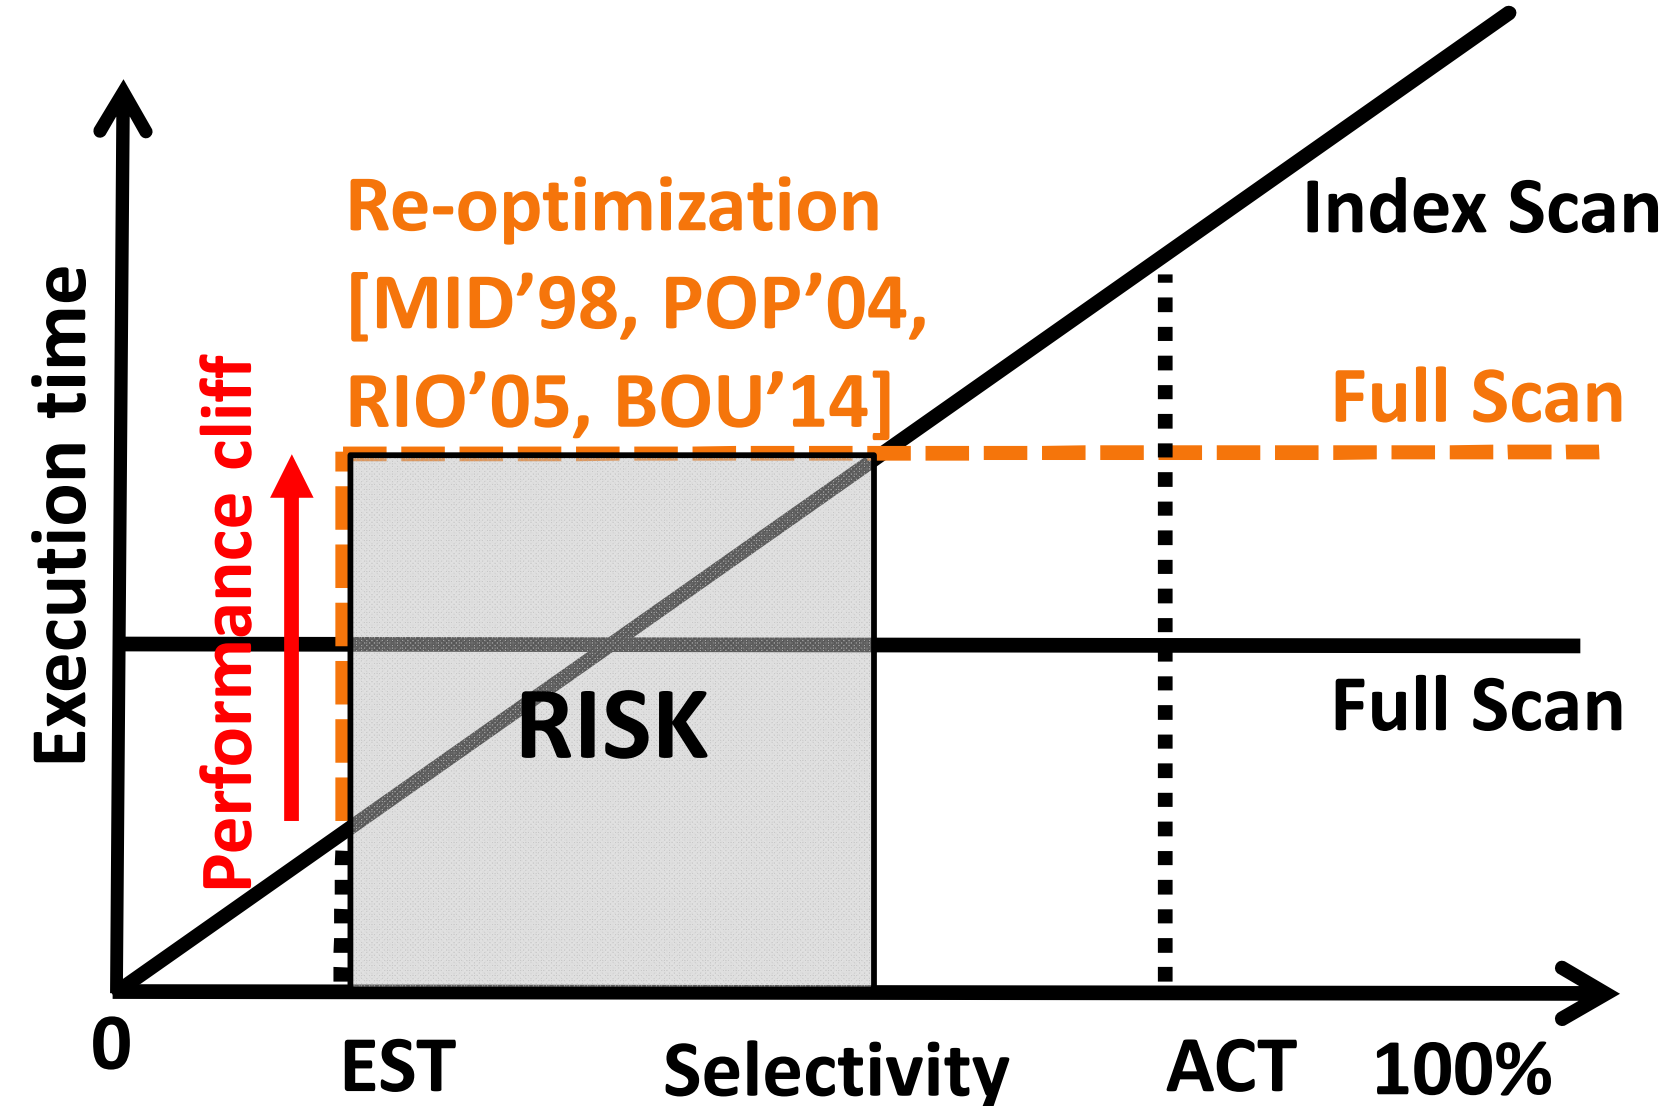 Re-optimization
[MID’98, POP’04,
RIO’05, BOU’14]
Index Scan
Full Scan
Full Scan
Execution time
Performance cliff
RISK
0
EST
Selectivity
ACT
100%